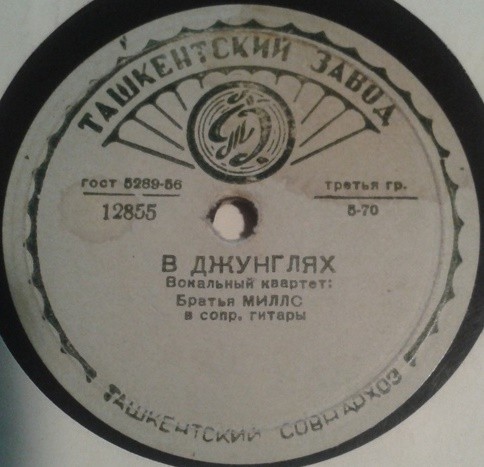 ТАШКЕНТСКИЙ ЗАВОД
ГОСТ 5289-56
третья гр.
12855
5-70
В ДЖУНГЛЯХ
Вокальный квартет:
Братья МИЛЛС
в сопр. гитары
ТАШКЕНТСКИЙ СОВНАРХОЗ